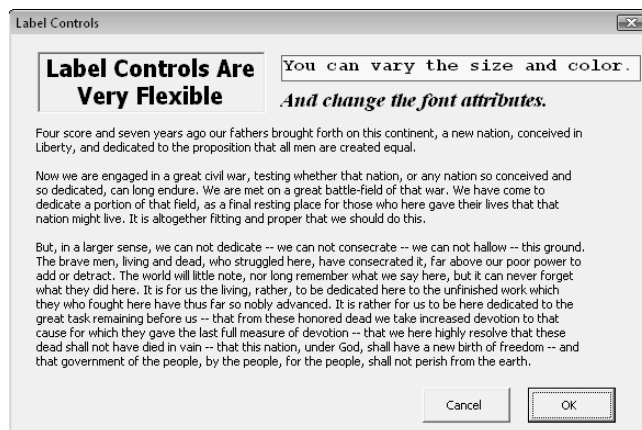 Label Controls
Label Controls Are
Very Flexible
You can vary the size and color.
And change the font attributes.
Four score and seven years ago our fathers brought forth on this continent, a new nation, conceived in
Liberty, and dedicated to the proposition that all men are created equal.
Now we are engaged in a great civil war, testing whether that nation, or any nation so conceived and
so dedicated, can long endure. We are met on a great battle-field of that war. We have come to
dedicate a portion of that field, as a final resting place for those who here gave their lives that that
nation might live. It is altogether fitting and proper that we should do this.
But, in a larger sense, we can not dedicate -- we can not consecrate -- we can not hallow -- this ground.
The brave men, living and dead, who struggled here, have consecrated it, far above our poor power to
add or detract. The world will little note, nor long remember what we say here, but it can never forget
what they did here. It is for us the living, rather, to be dedicated here to the unfinished work which
they who fought here have thus far so nobly advanced. It is rather for us to be here dedicated to the
great task remaining before us -- that from these honored dead we take increased devotion to that
cause for which they gave the last full measure of devotion -- that we here highly resolve that these
dead shall not have died in vain -- that this nation, under God, shall have a new birth of freedom -- and
that government of the people, by the people, for the people, shall not perish from the earth.
Cancel
OK